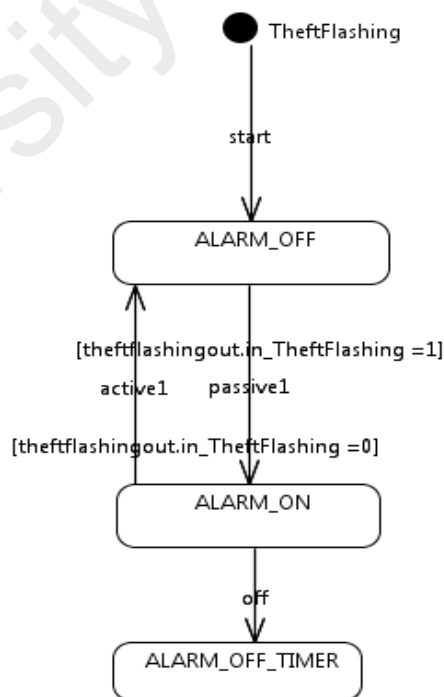 TheftFlashing
start
ALARM_OFF
[theftflashingout.in_TheftFlashing =1]
active1 passive1
[theftflashingout.in_TheftFlashing =0]
ALARM_ON
off
ALARM_OFF_TIMER